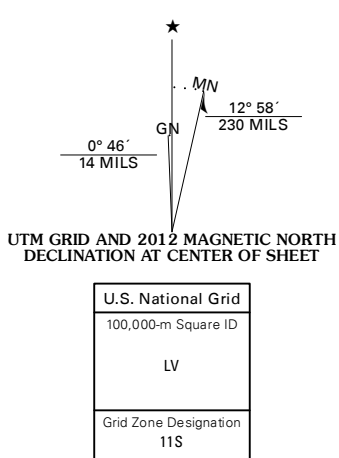 ★
MN
12° 58´
230 MILS
GN
0° 46´
14 MILS
UTM GRID AND 2012 MAGNETIC NORTH
DECLINATION AT CENTER OF SHEET
U.S. National Grid
100,000-m Square ID
LV
Grid Zone Designation
11S